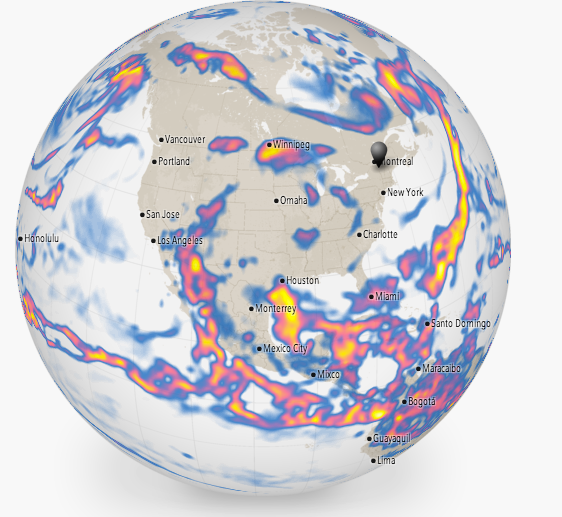 Vancouver
Winnipeg
Portland
Montreal
New York
Omaha
San Jose
Charlotte
Honolulu
Los Angeles
Houston
Miami
Monterrey
Santo Domingo
Mexico City
Maracaibo
Mixco
Bogotá
Guayaquil
Lima